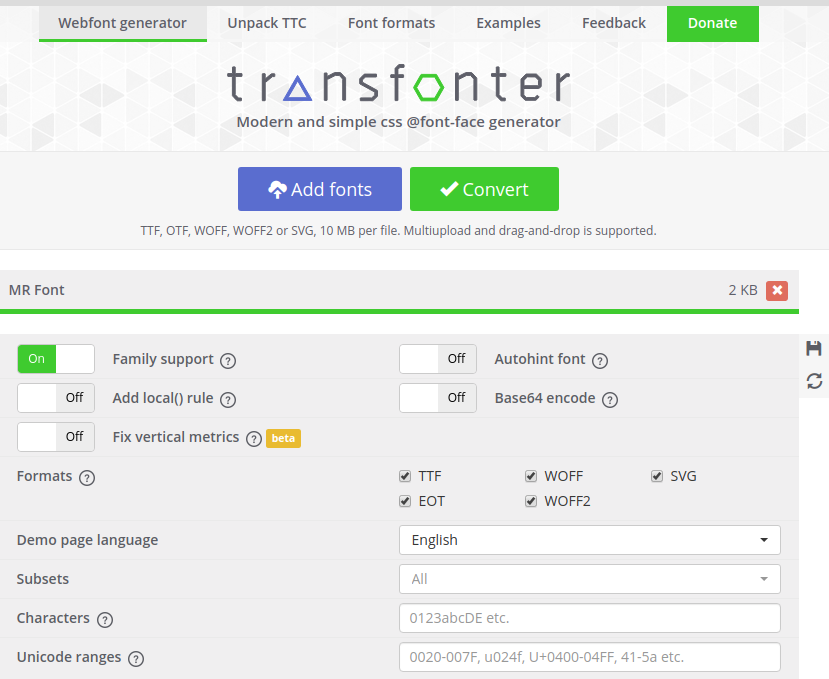 Webfont generator Unpack TTC Font formats Examples Feedback Donate
transfonter
Modern and simple css @font-face generator
Add fonts Convert
TTF, OTF, WOFF, WOFF2 or SVG, 10 MB per file. Multiupload and drag-and-drop is supported.
MR Font 2 KB
On Family support ? Off Autohint font ?
Off Add local() rule ? Off Base64 encode ?
Off Fix vertical metrics ? beta
Formats ? TTF WOFF SVG
EOT WOFF2
Demo page language English
Subsets All
Characters ? 0123abcDE etc.
Unicode ranges ? 0020-007F, u024f, U+0400-04FF, 41-5a etc.